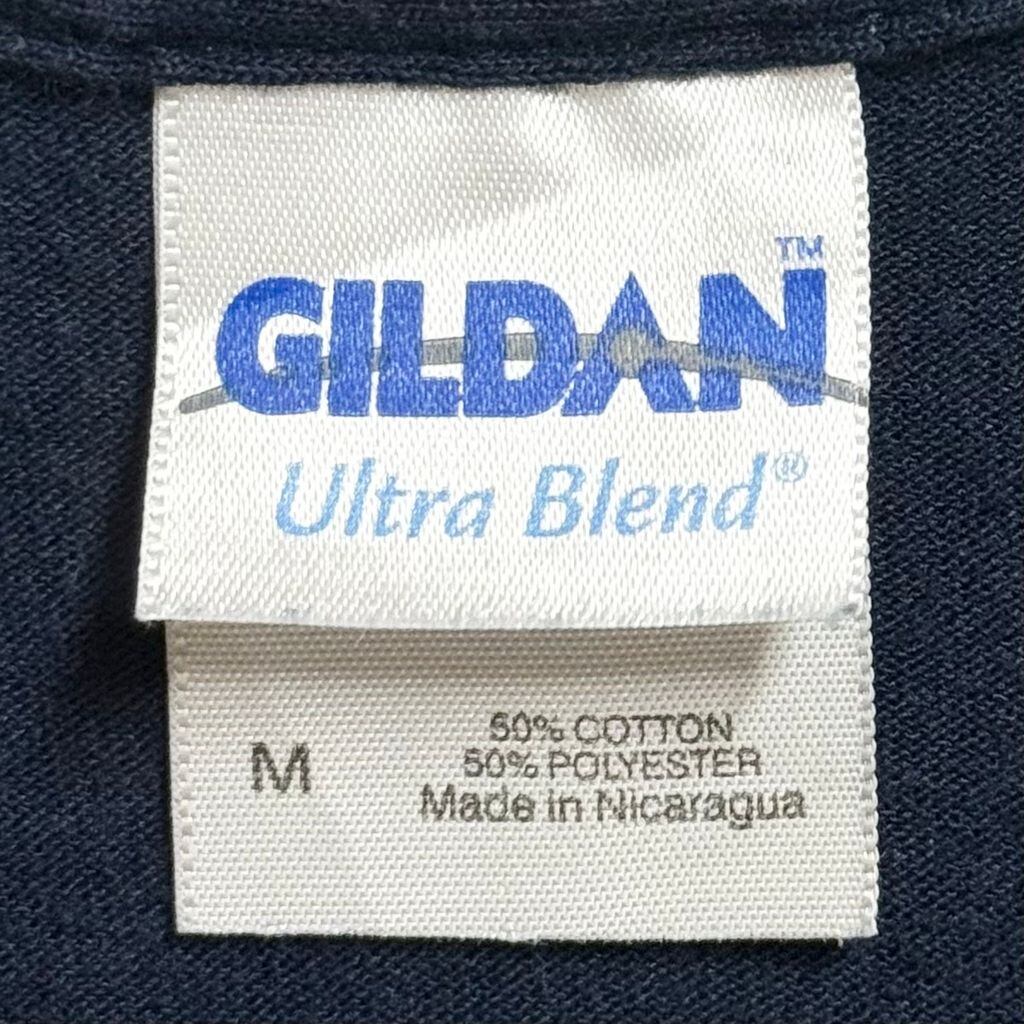 GILDAN™
Ultra Blend®
M
50% COTTON
50% POLYESTER
Made in Nicaragua